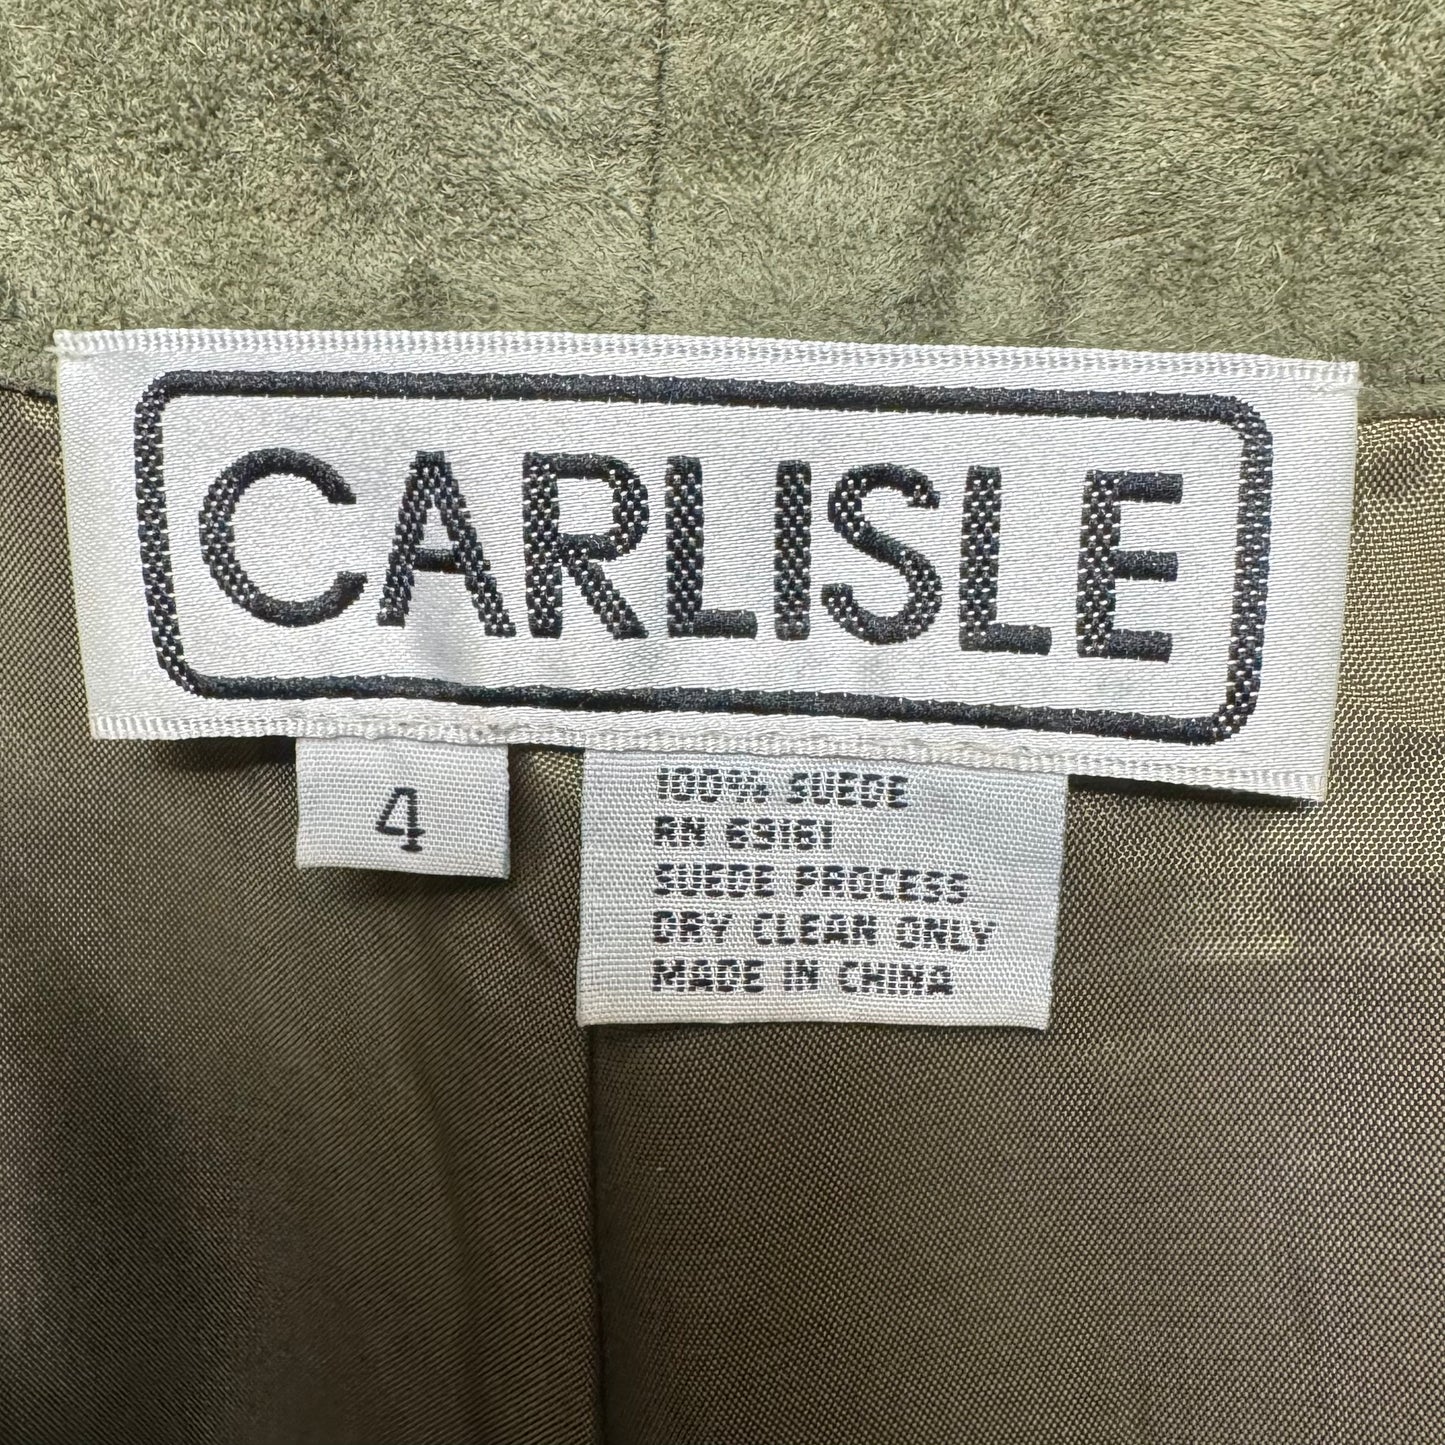 CARLISLE
4
100% SUEDE
RN 69161
SUEDE PROCESS
DRY CLEAN ONLY
MADE IN CHINA